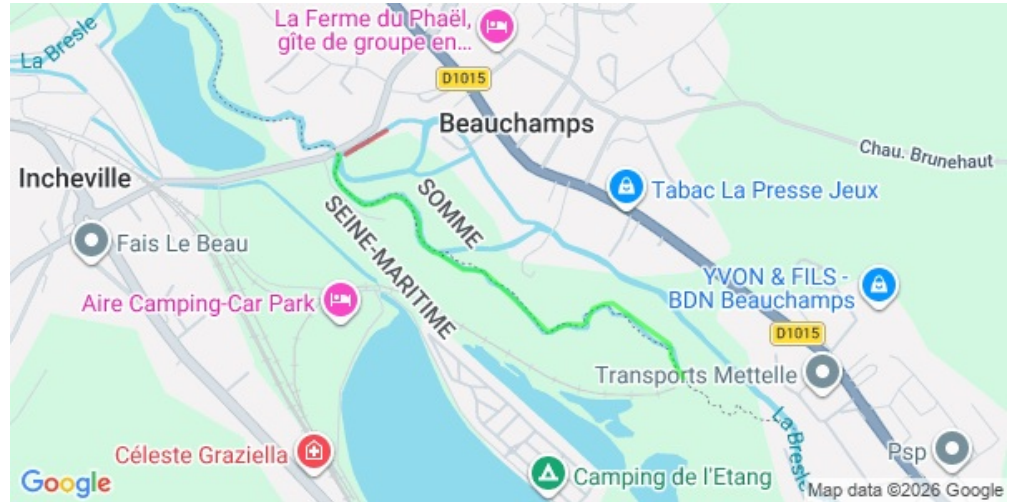 La Ferme du Phaël,
gîte de groupe en...
La Bresle
D1015
Beauchamps
Chau. Brunehaut
Incheville
Tabac La Presse Jeux
SOMME
SEINE-MARITIME
Fais Le Beau
YVON & FILS -
BDN Beauchamps
Aire Camping-Car Park
D1015
Transports Mettelle
La Bresle
Céleste Graziella
Psp
Camping de l'Etang
Google
Map data ©2026 Google